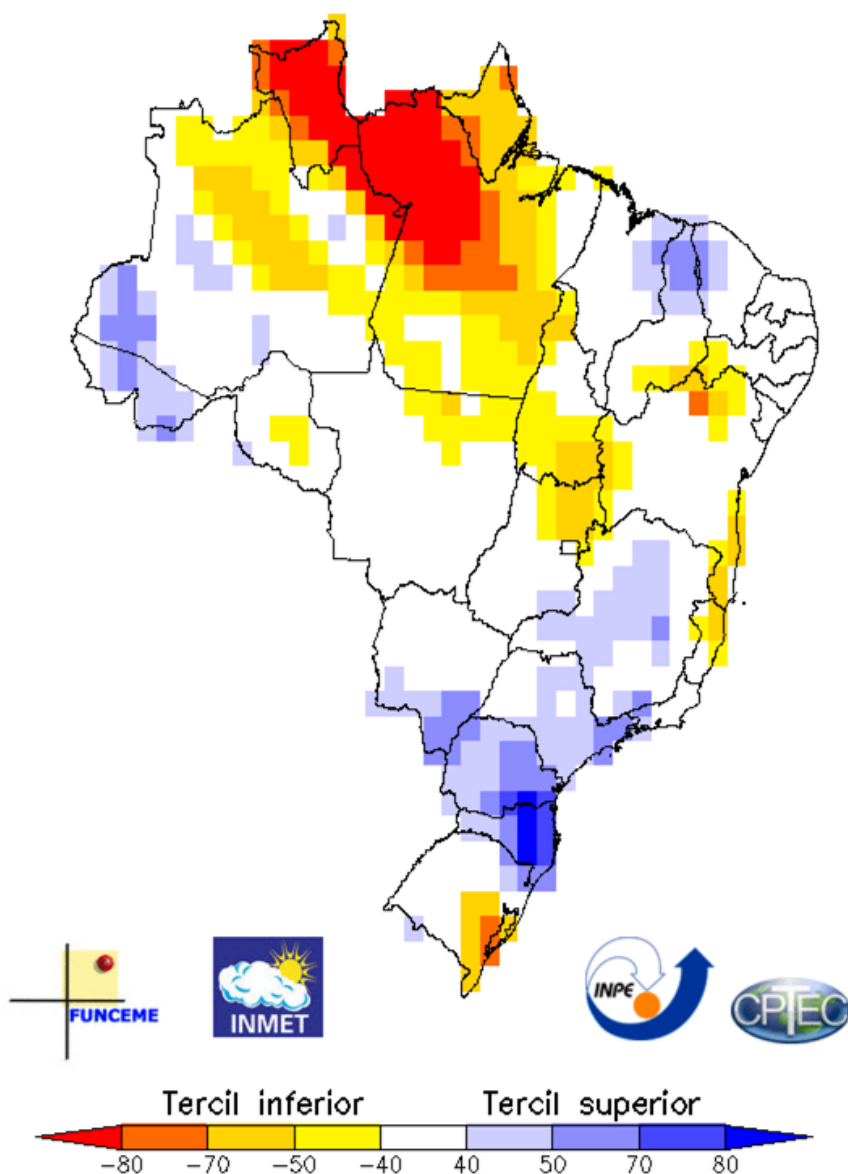 FUNCEME
INMET
INPE
CPTEC
Tercil inferior
Tercil superior
−80 −70 −50 −40 40 50 70 80